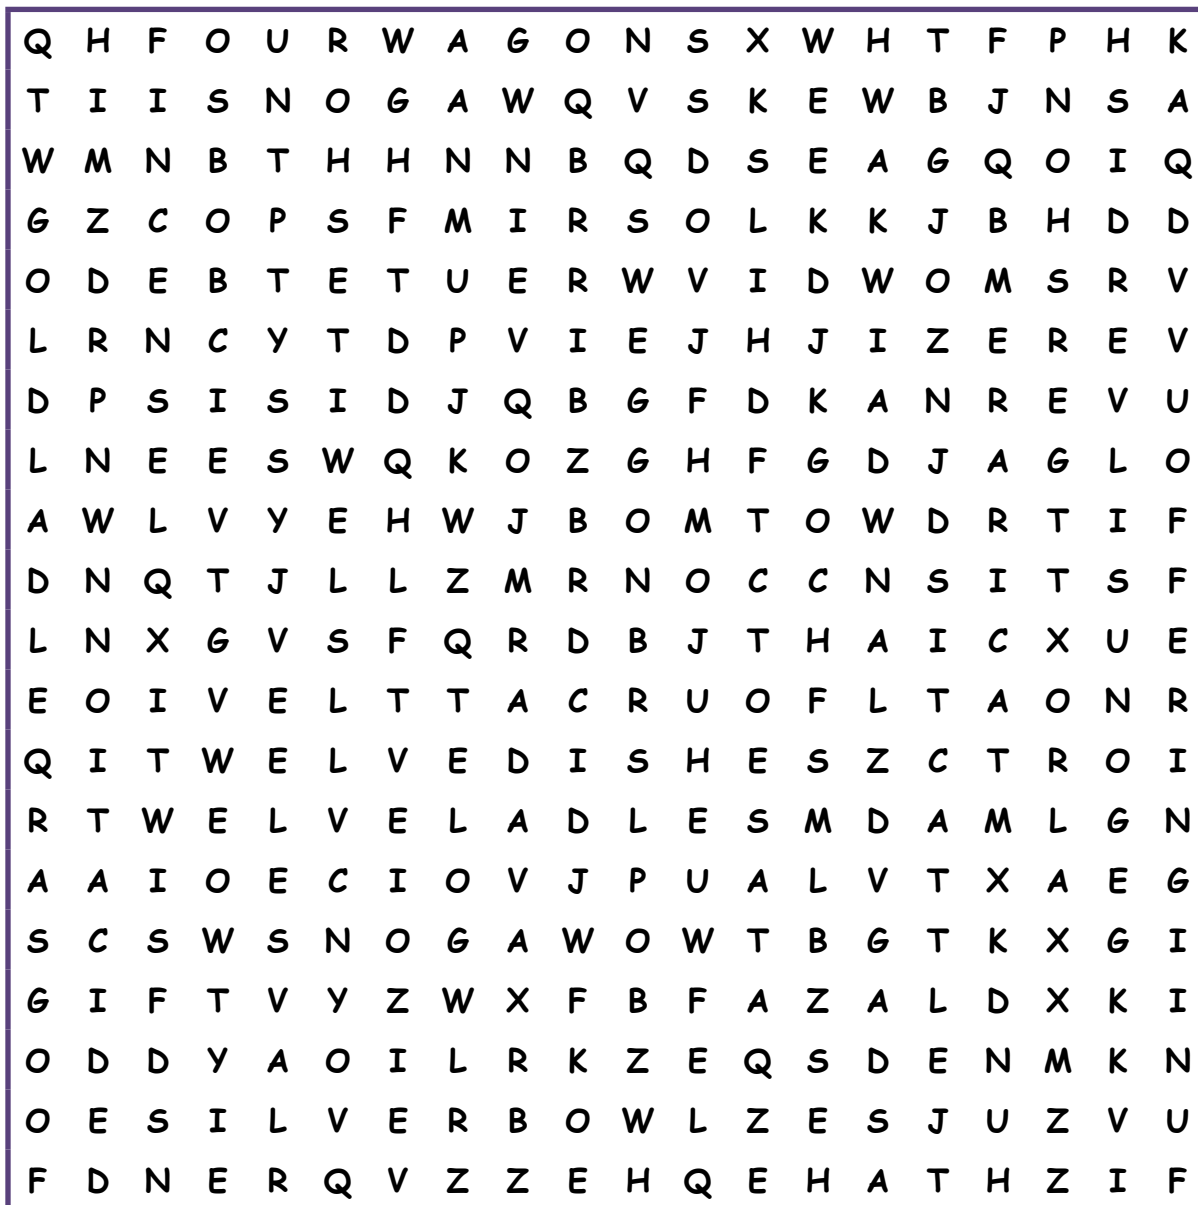 Q H F O U R W A G O N S X W H T F P H K
T I I S N O G A W Q V S K E W B J N S A
W M N B T H H N N B Q D S E A G Q O I Q
G Z C O P S F M I R S O L K K J B H D D
O D E B T E T U E R W V I D W O M S R V
L R N C Y T D P V I E J H J I Z E R E V
D P S I S I D J Q B G F D K A N R E V U
L N E E S W Q K O Z G H F G D J A G L O
A W L V Y E H W J B O M T O W D R T I F
D N Q T J L L Z M R N O C C N S I T S F
L N X G V S F Q R D B J T H A I C X U E
E O I V E L T T A C R U O F L T A O N R
Q I T W E L V E D I S H E S Z C T R O I
R T W E L V E L A D L E S M D A M L G N
A A I O E C I O V J P U A L V T X A E G
S C S W S N O G A W O W T B G T K X G I
G I F T V Y Z W X F B F A Z A L D X K I
O D D Y A O I L R K Z E Q S D E N M K N
O E S I L V E R B O W L Z E S J U Z V U
F D N E R Q V Z Z E H Q E H A T H Z I F